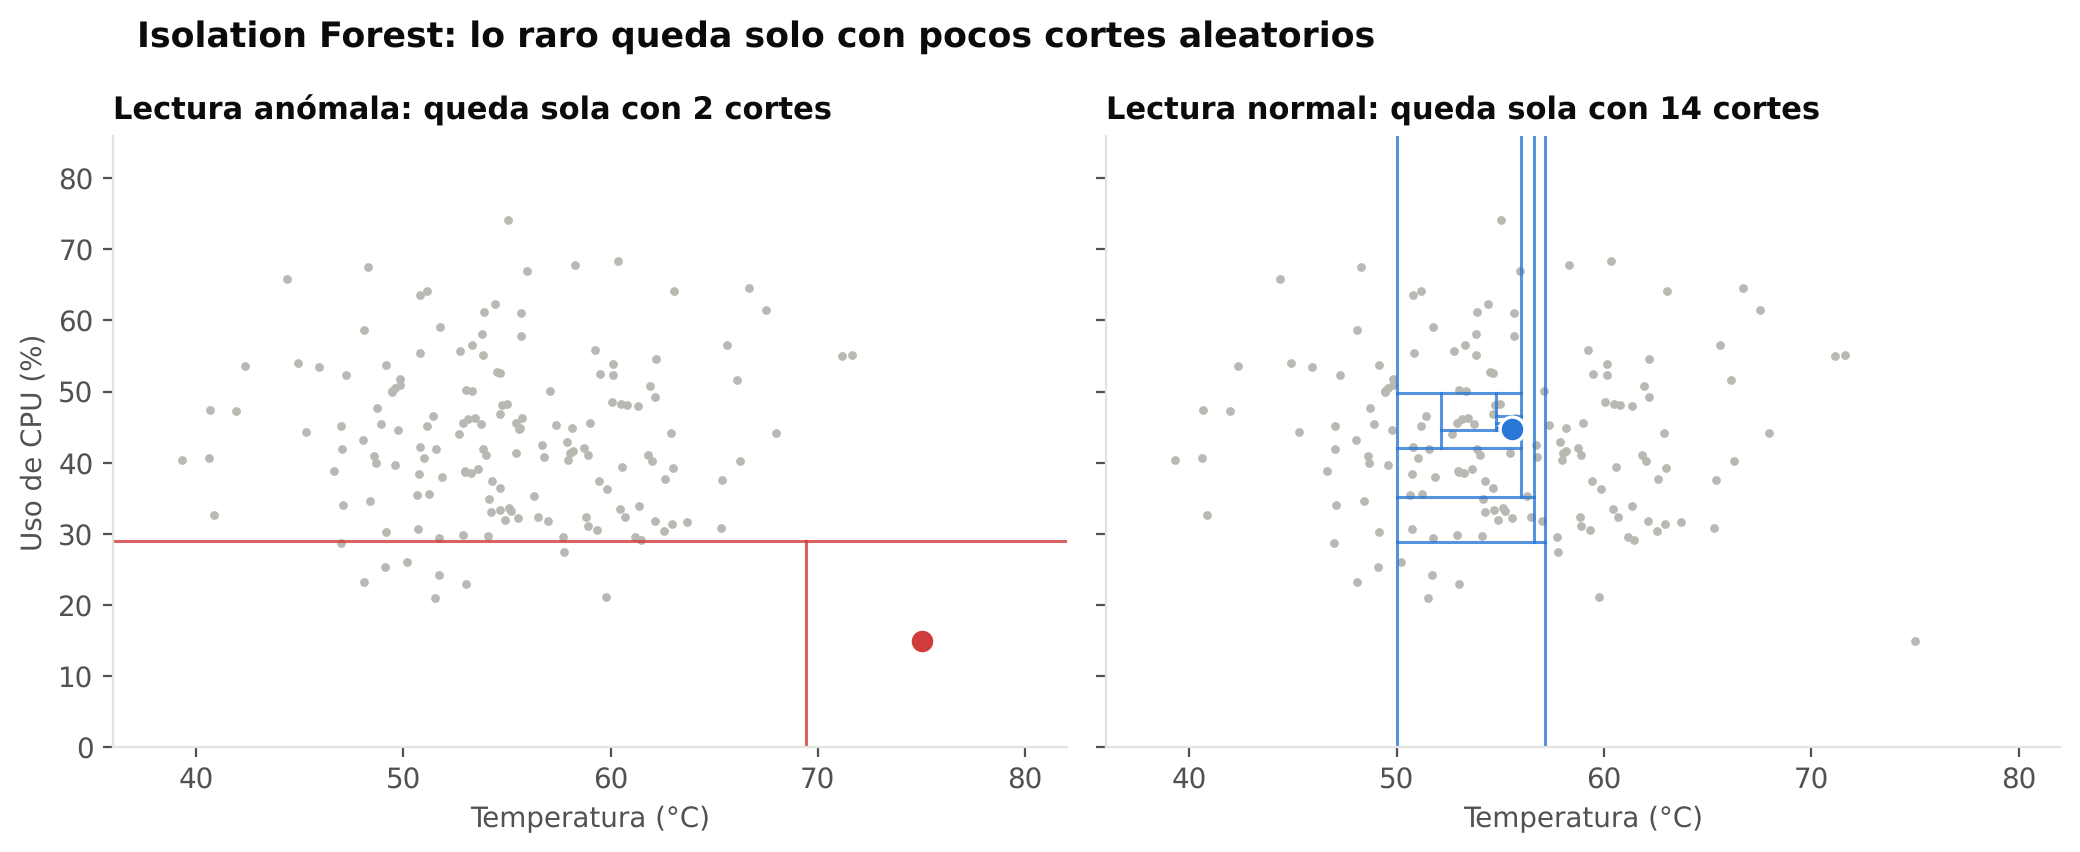 Isolation Forest: lo raro queda solo con pocos cortes aleatorios
Lectura anómala: queda sola con 2 cortes
Uso de CPU (%)
80
70
60
50
40
30
20
10
0
40 50 60 70 80
Temperatura (°C)
Lectura normal: queda sola con 14 cortes
40 50 60 70 80
Temperatura (°C)